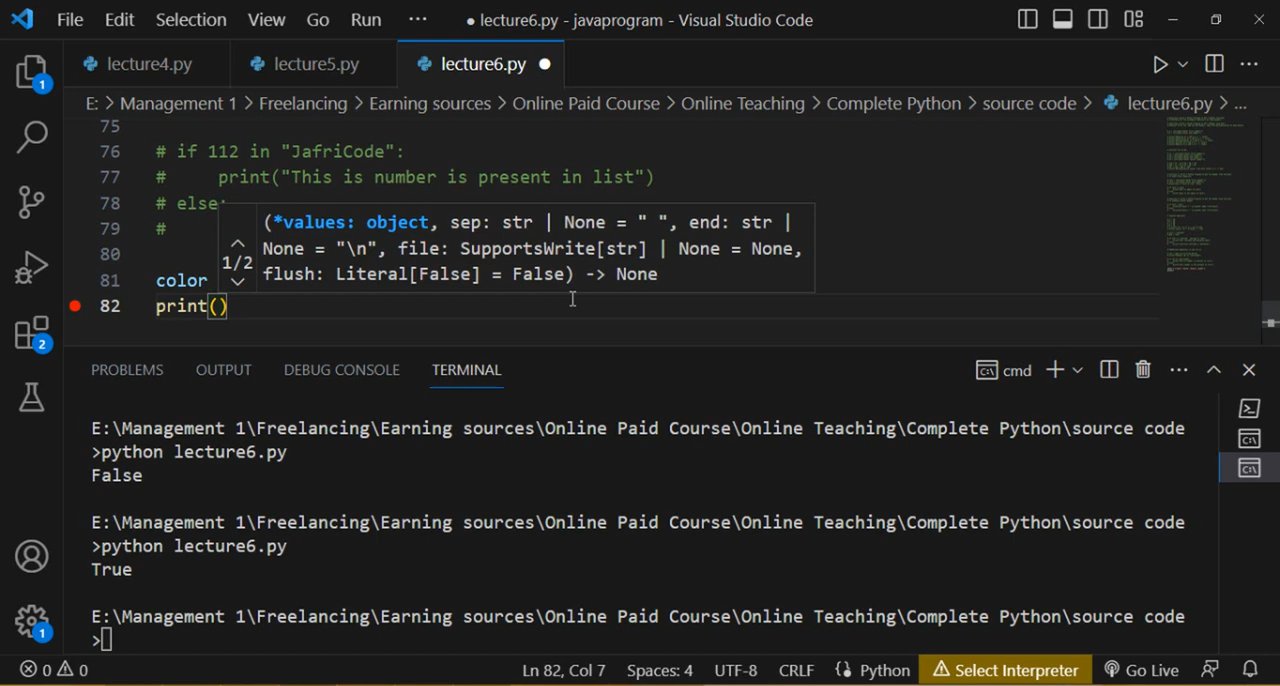 File Edit Selection View Go Run ··· ● lecture6.py - javaprogram - Visual Studio Code
lecture4.py lecture5.py lecture6.py ●
E: > Management 1 > Freelancing > Earning sources > Online Paid Course > Online Teaching > Complete Python > source code > lecture6.py > ...
75
76 # if 112 in "JafriCode":
77 #     print("This is number is present in list")
78 # else:
79 #
80
81 color
82 print()
(*values: object, sep: str | None = " ", end: str |
1/2 None = "\n", file: SupportsWrite[str] | None = None,
flush: Literal[False] = False) -> None
PROBLEMS OUTPUT DEBUG CONSOLE TERMINAL cmd
E:\Management 1\Freelancing\Earning sources\Online Paid Course\Online Teaching\Complete Python\source code
>python lecture6.py
False
E:\Management 1\Freelancing\Earning sources\Online Paid Course\Online Teaching\Complete Python\source code
>python lecture6.py
True
E:\Management 1\Freelancing\Earning sources\Online Paid Course\Online Teaching\Complete Python\source code
>
1
2
1
0 0 Ln 82, Col 7 Spaces: 4 UTF-8 CRLF Python Select Interpreter Go Live